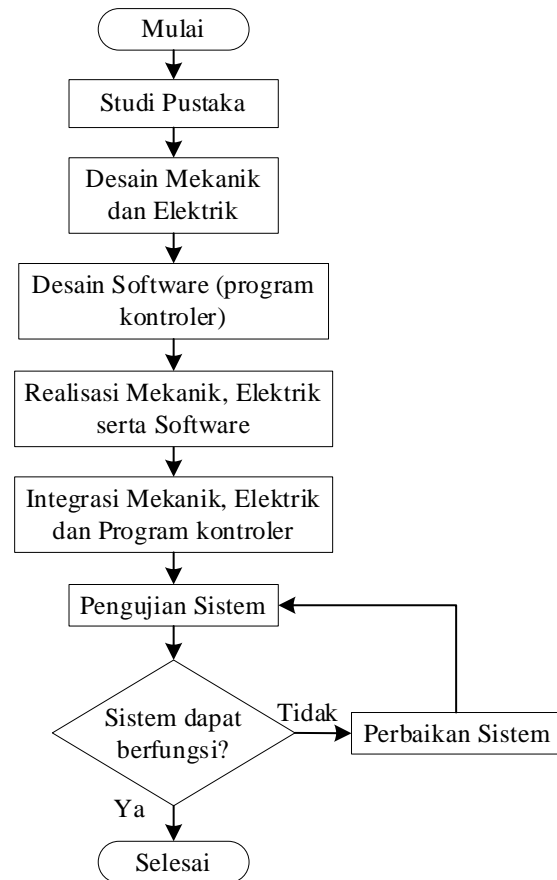 Mulai
Studi Pustaka
Desain Mekanik
dan Elektrik
Desain Software (program
kontroler)
Realisasi Mekanik, Elektrik
serta Software
Integrasi Mekanik, Elektrik
dan Program kontroler
Pengujian Sistem
Sistem dapat
berfungsi?
Tidak
Perbaikan Sistem
Ya
Selesai